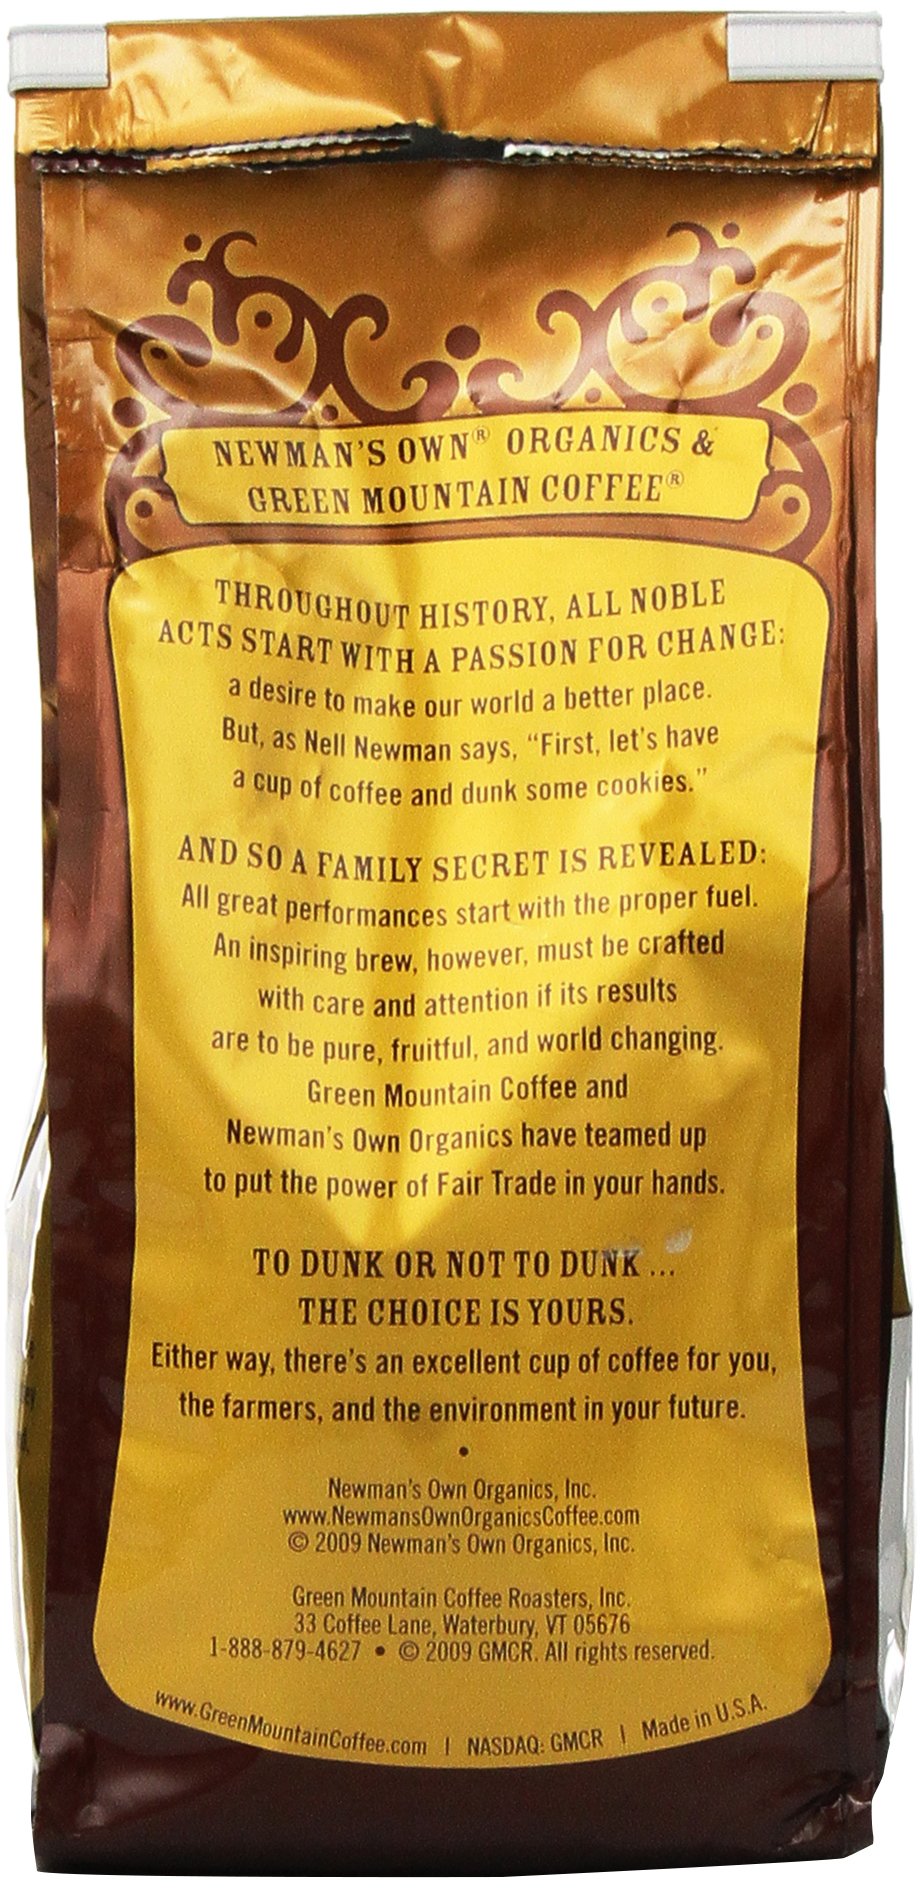 NEWMAN'S OWN® ORGANICS &
GREEN MOUNTAIN COFFEE®
THROUGHOUT HISTORY, ALL NOBLE
ACTS START WITH A PASSION FOR CHANGE:
a desire to make our world a better place.
But, as Nell Newman says, "First, let's have
a cup of coffee and dunk some cookies."
AND SO A FAMILY SECRET IS REVEALED:
All great performances start with the proper fuel.
An inspiring brew, however, must be crafted
with care and attention if its results
are to be pure, fruitful, and world changing.
Green Mountain Coffee and
Newman's Own Organics have teamed up
to put the power of Fair Trade in your hands.
TO DUNK OR NOT TO DUNK ...
THE CHOICE IS YOURS.
Either way, there's an excellent cup of coffee for you,
the farmers, and the environment in your future.
•
Newman's Own Organics, Inc.
www.NewmansOwnOrganicsCoffee.com
© 2009 Newman's Own Organics, Inc.
Green Mountain Coffee Roasters, Inc.
33 Coffee Lane, Waterbury, VT 05676
1-888-879-4627 • © 2009 GMCR. All rights reserved.
www.GreenMountainCoffee.com | NASDAQ: GMCR | Made in U.S.A.